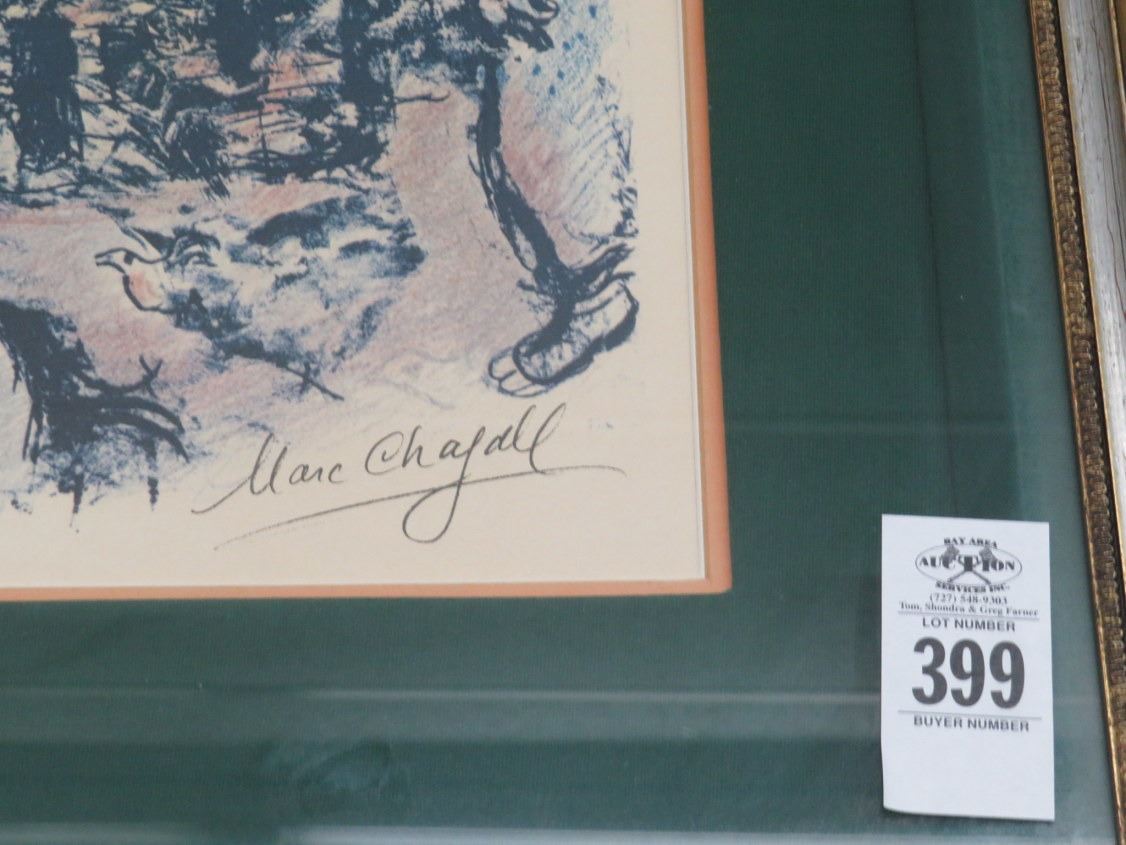 Marc Chagall
BAY AREA
AUCTION
SERVICES INC.
(727) 548-9303
Tom, Shondra & Greg Farner
LOT NUMBER
399
BUYER NUMBER